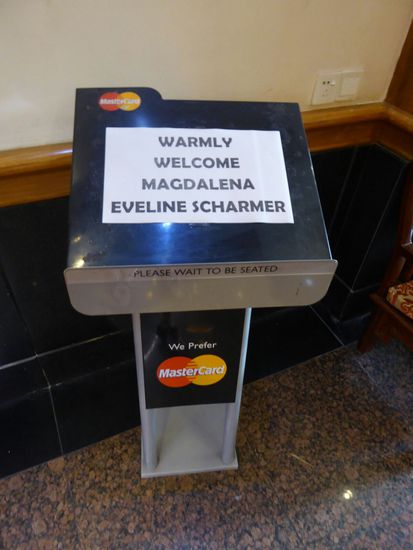 MasterCard
WARMLY
WELCOME
MAGDALENA
EVELINE SCHARMER
PLEASE WAIT TO BE SEATED
We Prefer
MasterCard